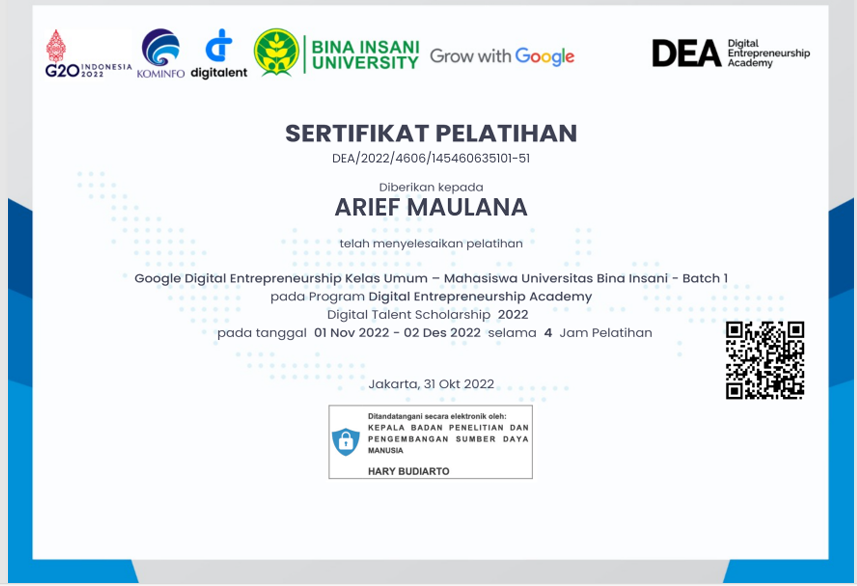 G20 INDONESIA 2022
KOMINFO
digitalent
BINA INSANI
UNIVERSITY
Grow with Google
DEA Digital Entrepreneurship Academy
SERTIFIKAT PELATIHAN
DEA/2022/4606/145460635101-51
Diberikan kepada
ARIEF MAULANA
telah menyelesaikan pelatihan
Google Digital Entrepreneurship Kelas Umum – Mahasiswa Universitas Bina Insani - Batch 1
pada Program Digital Entrepreneurship Academy
Digital Talent Scholarship 2022
pada tanggal 01 Nov 2022 - 02 Des 2022 selama 4 Jam Pelatihan
Jakarta, 31 Okt 2022
Ditandatangani secara elektronik oleh:
KEPALA BADAN PENELITIAN DAN
PENGEMBANGAN SUMBER DAYA
MANUSIA
HARY BUDIARTO